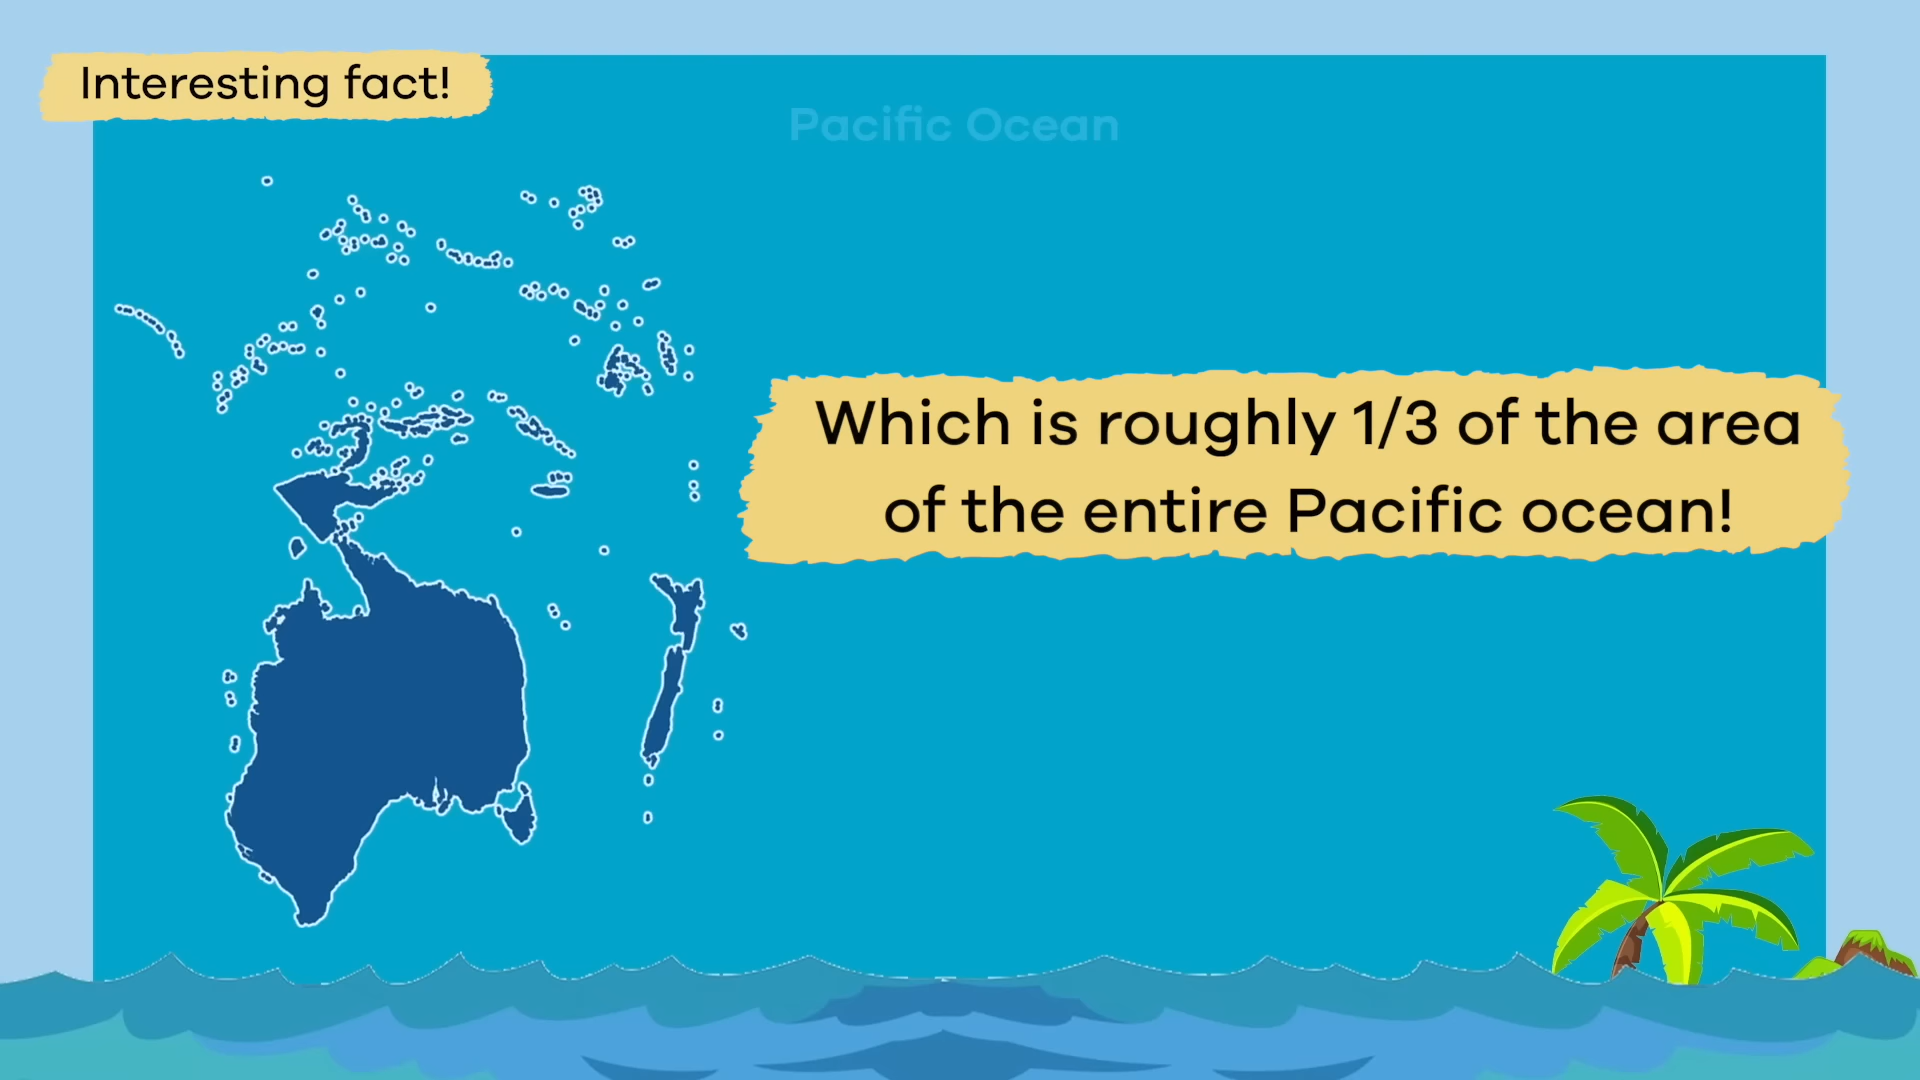 Interesting fact!
Pacific Ocean
Which is roughly 1/3 of the area
of the entire Pacific ocean!